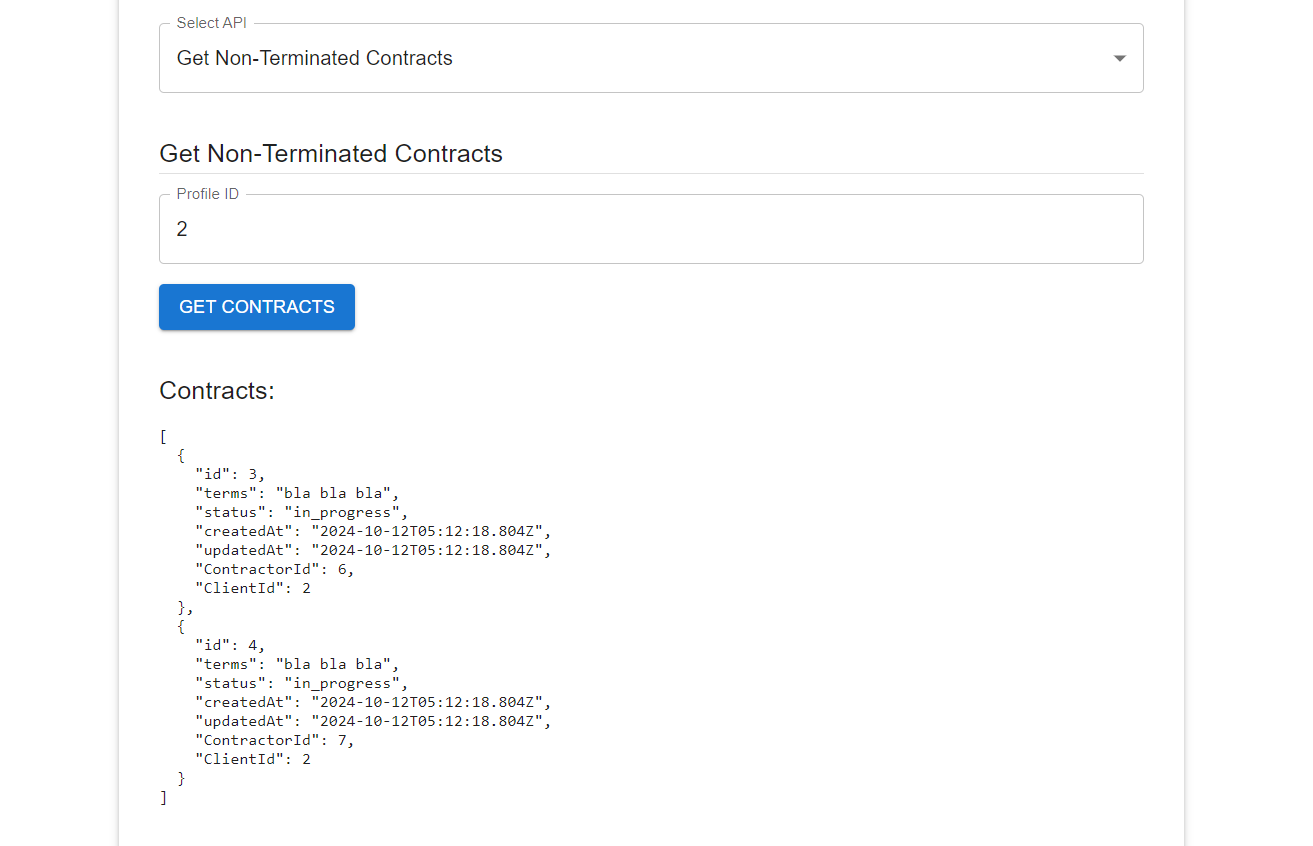 Select API
Get Non-Terminated Contracts
Get Non-Terminated Contracts
Profile ID
2
GET CONTRACTS
Contracts:
[
  {
    "id": 3,
    "terms": "bla bla bla",
    "status": "in_progress",
    "createdAt": "2024-10-12T05:12:18.804Z",
    "updatedAt": "2024-10-12T05:12:18.804Z",
    "ContractorId": 6,
    "ClientId": 2
  },
  {
    "id": 4,
    "terms": "bla bla bla",
    "status": "in_progress",
    "createdAt": "2024-10-12T05:12:18.804Z",
    "updatedAt": "2024-10-12T05:12:18.804Z",
    "ContractorId": 7,
    "ClientId": 2
  }
]